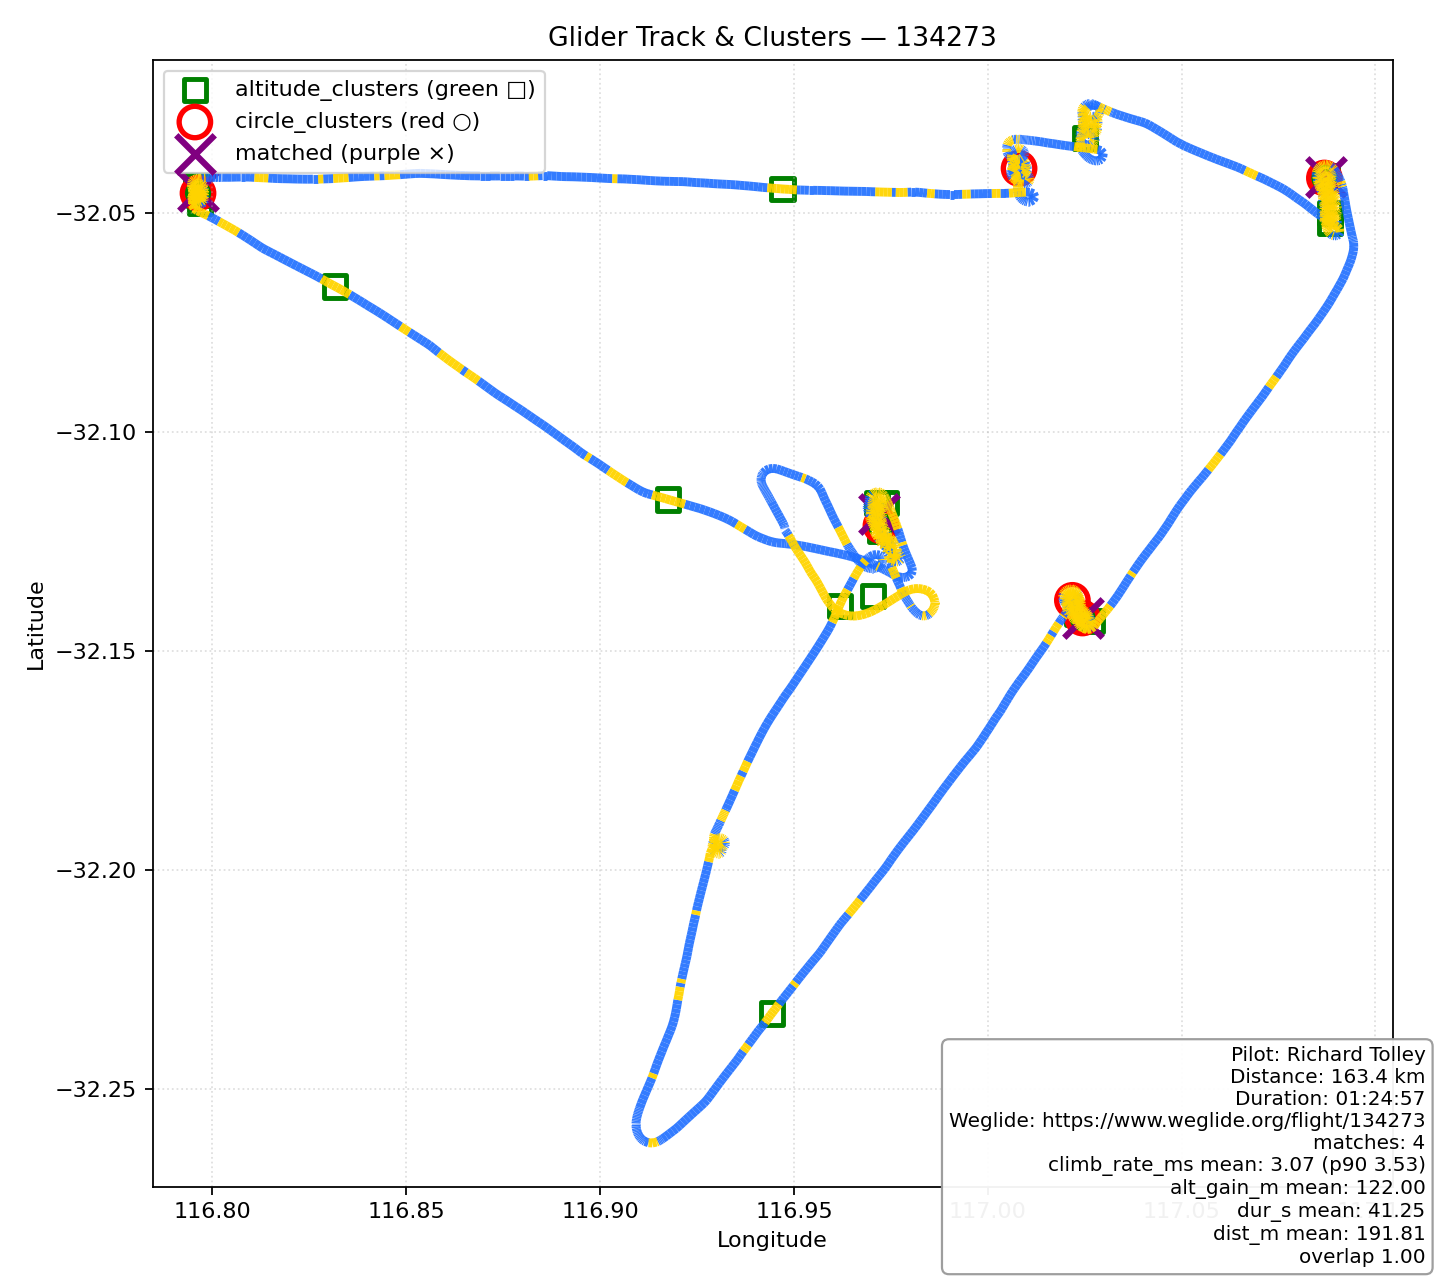 Glider Track & Clusters — 134273
altitude_clusters (green □)
circle_clusters (red ○)
matched (purple ×)
−32.05
−32.10
−32.15
−32.20
−32.25
Latitude
116.80
116.85
116.90
116.95
117.00
117.05
Longitude
Pilot: Richard Tolley
Distance: 163.4 km
Duration: 01:24:57
Weglide: https://www.weglide.org/flight/134273
matches: 4
climb_rate_ms mean: 3.07 (p90 3.53)
alt_gain_m mean: 122.00
dur_s mean: 41.25
dist_m mean: 191.81
overlap 1.00